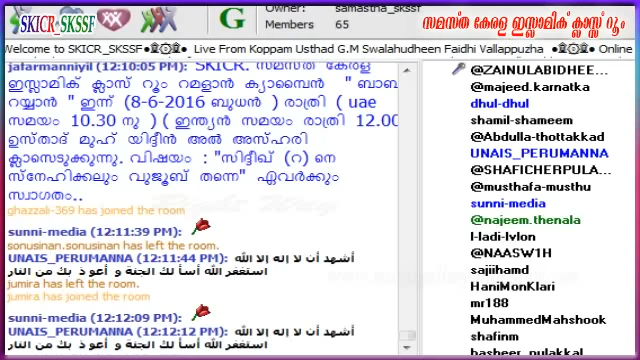 SKICR_SKSSF
G
Owner: samastha_skssf
Members 65
സമസ്ത കേരള ഇസ്ലാമിക് ക്ലാസ്സ് റൂം
Welcome to SKICR_SKSSF Live From Koppam Usthad G.M Swalahudheen Faidhi Vallappuzha Online
jafarmanniyil (12:10:05 PM): SKICR. സമസ്ത കേരള
ഇസ്ലാമിക് ക്ലാസ് റൂം റമളാൻ ക്യാമ്പൈൻ " ബാബു
റയ്യാൻ " ഇന്ന് (8-6-2016 ബുധൻ ) രാത്രി ( uae
സമയം 10.30 നു ) ( ഇന്ത്യൻ സമയം രാത്രി 12.00
ഉസ്താദ് മുഹ് യിദ്ദീൻ അൽ അസ്ഹരി
ക്ലാസെടുക്കുന്നു. വിഷയം : "സിദ്ദീഖ് (റ) നെ
സ്നേഹിക്കലും വുജൂബ് തന്നെ" ഏവർക്കും
സ്വാഗതം..
ghazzali-369 has joined the room
sunni-media (12:11:39 PM):
sonusinan.sonusinan has left the room.
UNAIS_PERUMANNA (12:11:44 PM): أشهد أن لا إله إلا الله
استغفر الله أسألك الجنة و أعوذ بك من النار
jumira has left the room.
jumira has joined the room
sunni-media (12:12:09 PM):
UNAIS_PERUMANNA (12:12:12 PM): أشهد أن لا إله إلا الله
استغفر الله أسألك الجنة و أعوذ بك من النار
@ZAINULABIDHEE...
@majeed.karnatka
dhul-dhul
shamil-shameem
@Abdulla-thottakkad
UNAIS_PERUMANNA
@SHAFICHERPULA...
@musthafa-musthu
sunni-media
@najeem.thenala
l-ladi-lvlon
@NAASW1H
sajiihamd
HaniMonKlari
mr188
MuhammedMahshook
shafinm
basheer_pulakkal